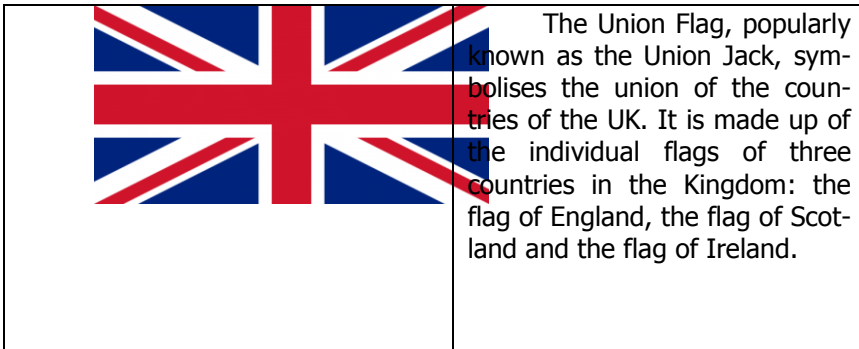 The Union Flag, popularly
known as the Union Jack, sym-
bolises the union of the coun-
tries of the UK. It is made up of
the individual flags of three
countries in the Kingdom: the
flag of England, the flag of Scot-
land and the flag of Ireland.